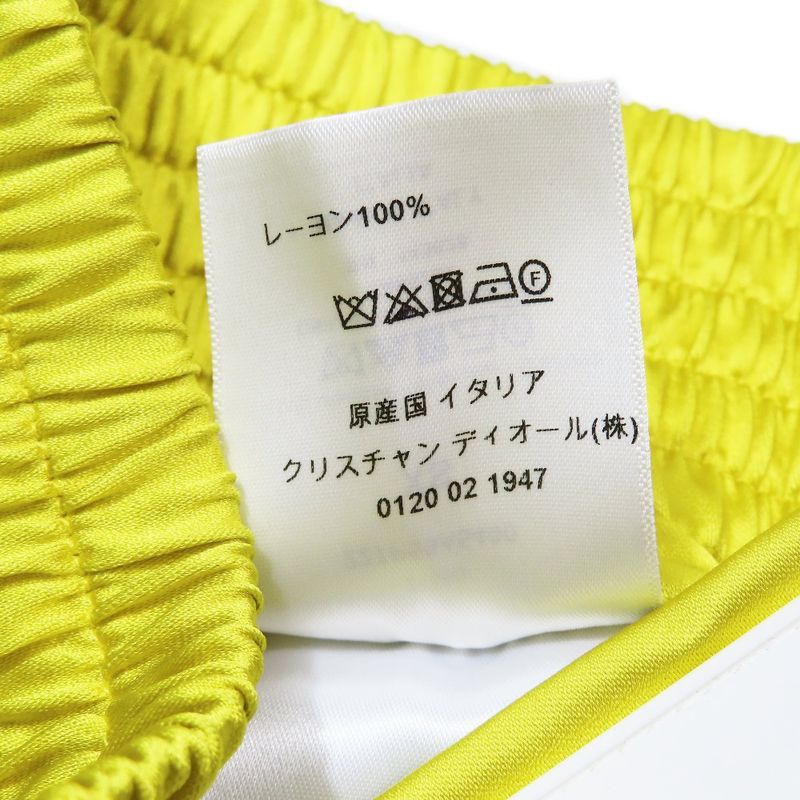 レーヨン100%
F
原産国 イタリア
クリスチャン ディオール(株)
0120 02 1947